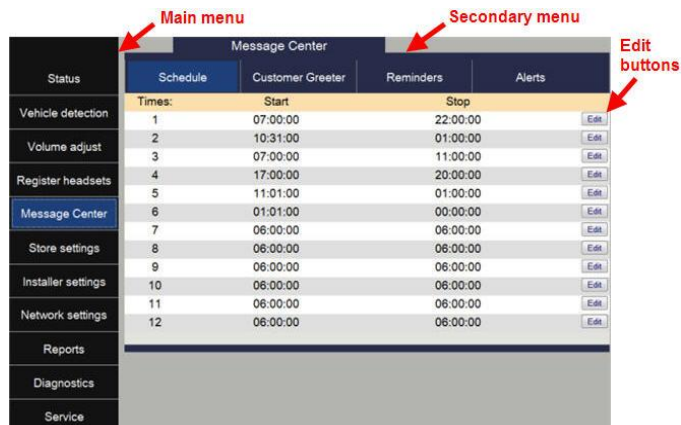 Main menu
Secondary menu
Edit
buttons
Message Center
Status
Vehicle detection
Volume adjust
Register headsets
Message Center
Store settings
Installer settings
Network settings
Reports
Diagnostics
Service
Schedule Customer Greeter Reminders Alerts
Times: Start Stop
1 07:00:00 22:00:00 Edit
2 10:31:00 01:00:00 Edit
3 07:00:00 11:00:00 Edit
4 17:00:00 20:00:00 Edit
5 11:01:00 01:00:00 Edit
6 01:01:00 00:00:00 Edit
7 06:00:00 06:00:00 Edit
8 06:00:00 06:00:00 Edit
9 06:00:00 06:00:00 Edit
10 06:00:00 06:00:00 Edit
11 06:00:00 06:00:00 Edit
12 06:00:00 06:00:00 Edit